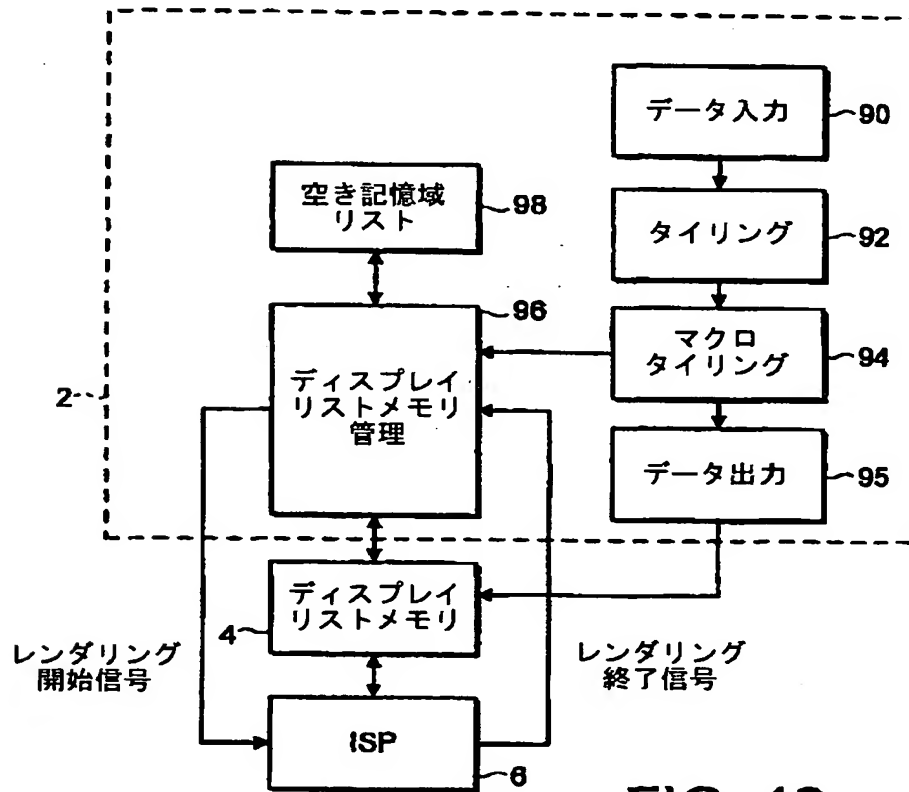 データ入力
90
空き記憶域
リスト
98
タイリング
92
96
マクロ
タイリング
94
ディスプレイ
リストメモリ
管理
2
データ出力
95
ディスプレイ
リストメモリ
4
レンダリング
開始信号
レンダリング
終了信号
ISP
6